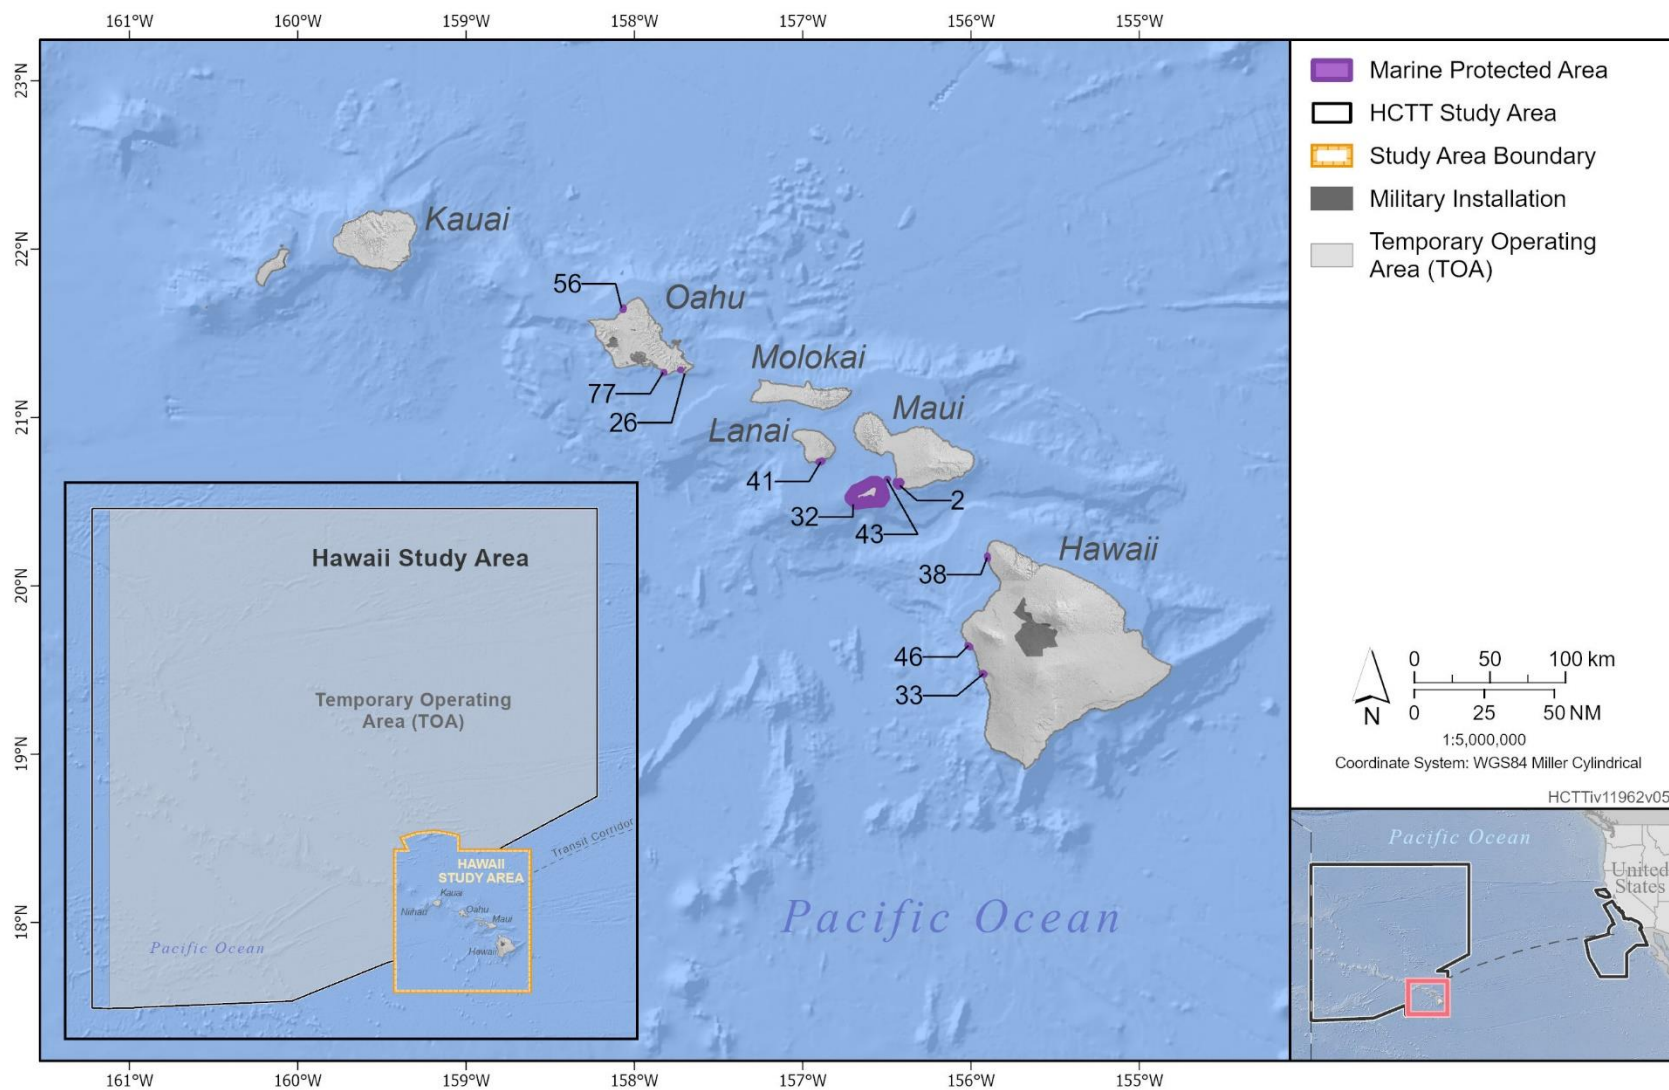 161°W 160°W 159°W 158°W 157°W 156°W 155°W
23°N
22°N
21°N
20°N
19°N
18°N
Kauai
56
Oahu
Molokai
77
26
Maui
Lanai
41
32
43
2
Hawaii
38
46
33
Pacific Ocean
Hawaii Study Area
Temporary Operating
Area (TOA)
Transit Corridor
HAWAII
STUDY AREA
Kauai
Niihau
Oahu
Maui
Hawaii
Pacific Ocean
161°W 160°W 159°W 158°W 157°W 156°W 155°W
Marine Protected Area
HCTT Study Area
Study Area Boundary
Military Installation
Temporary Operating
Area (TOA)
N
0 50 100 km
0 25 50 NM
1:5,000,000
Coordinate System: WGS84 Miller Cylindrical
HCTTiv11962v05
Pacific Ocean
United
States